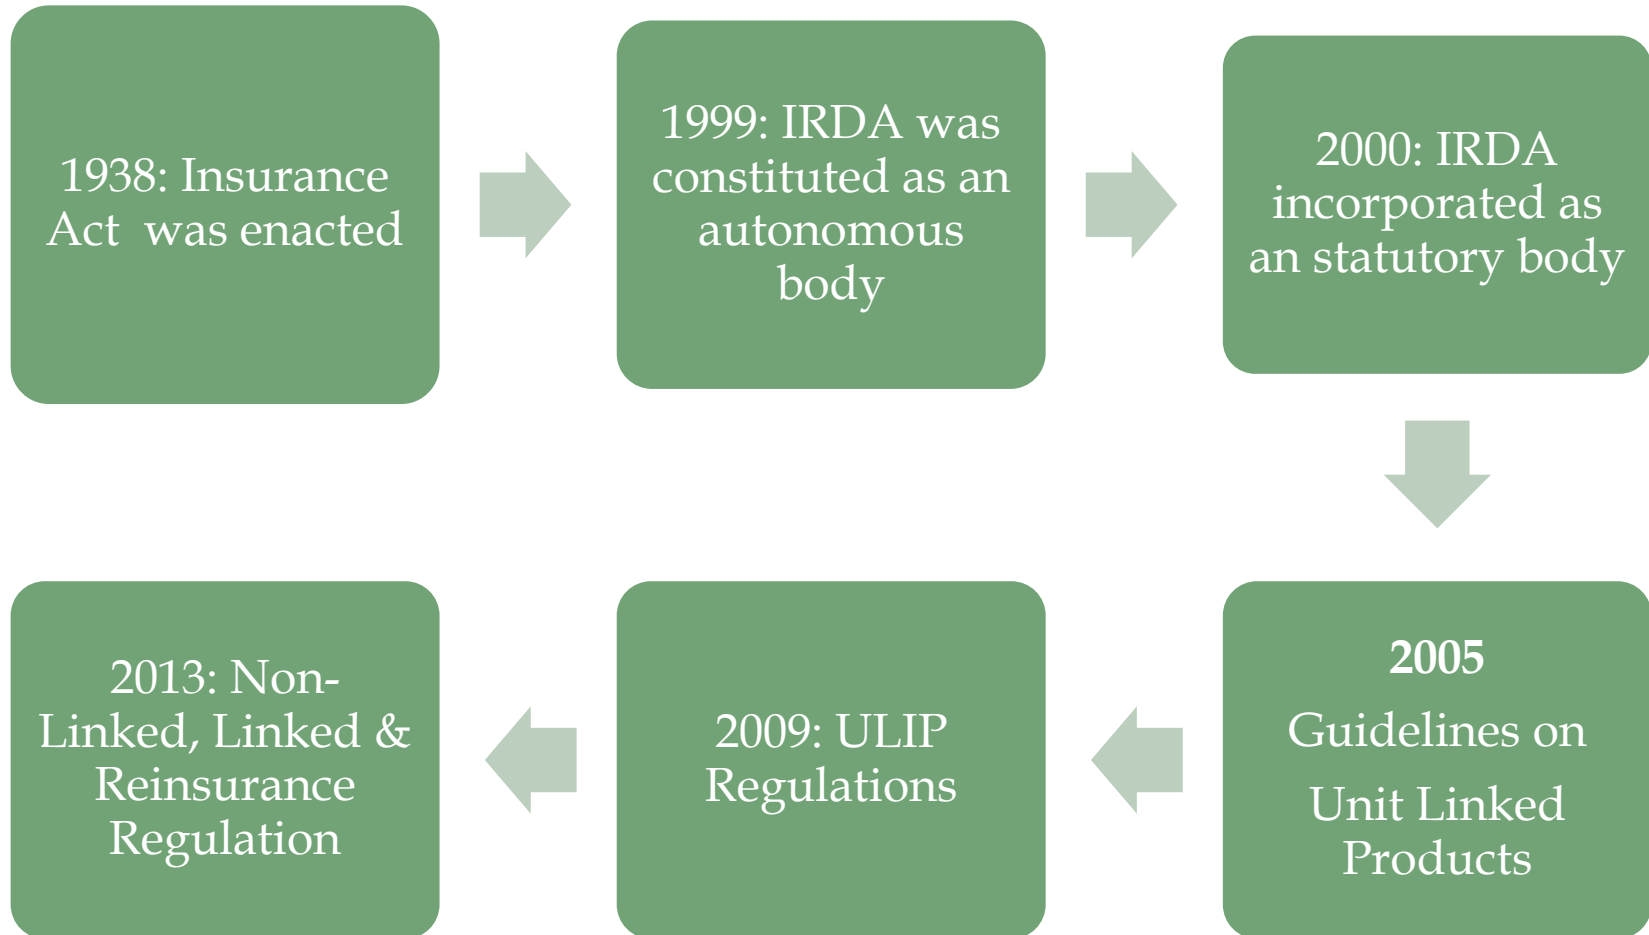 1938: Insurance
Act  was enacted
1999: IRDA was
constituted as an
autonomous
body
2000: IRDA
incorporated as
an statutory body
2005
Guidelines on
Unit Linked
Products
2009: ULIP
Regulations
2013: Non-
Linked, Linked &
Reinsurance
Regulation